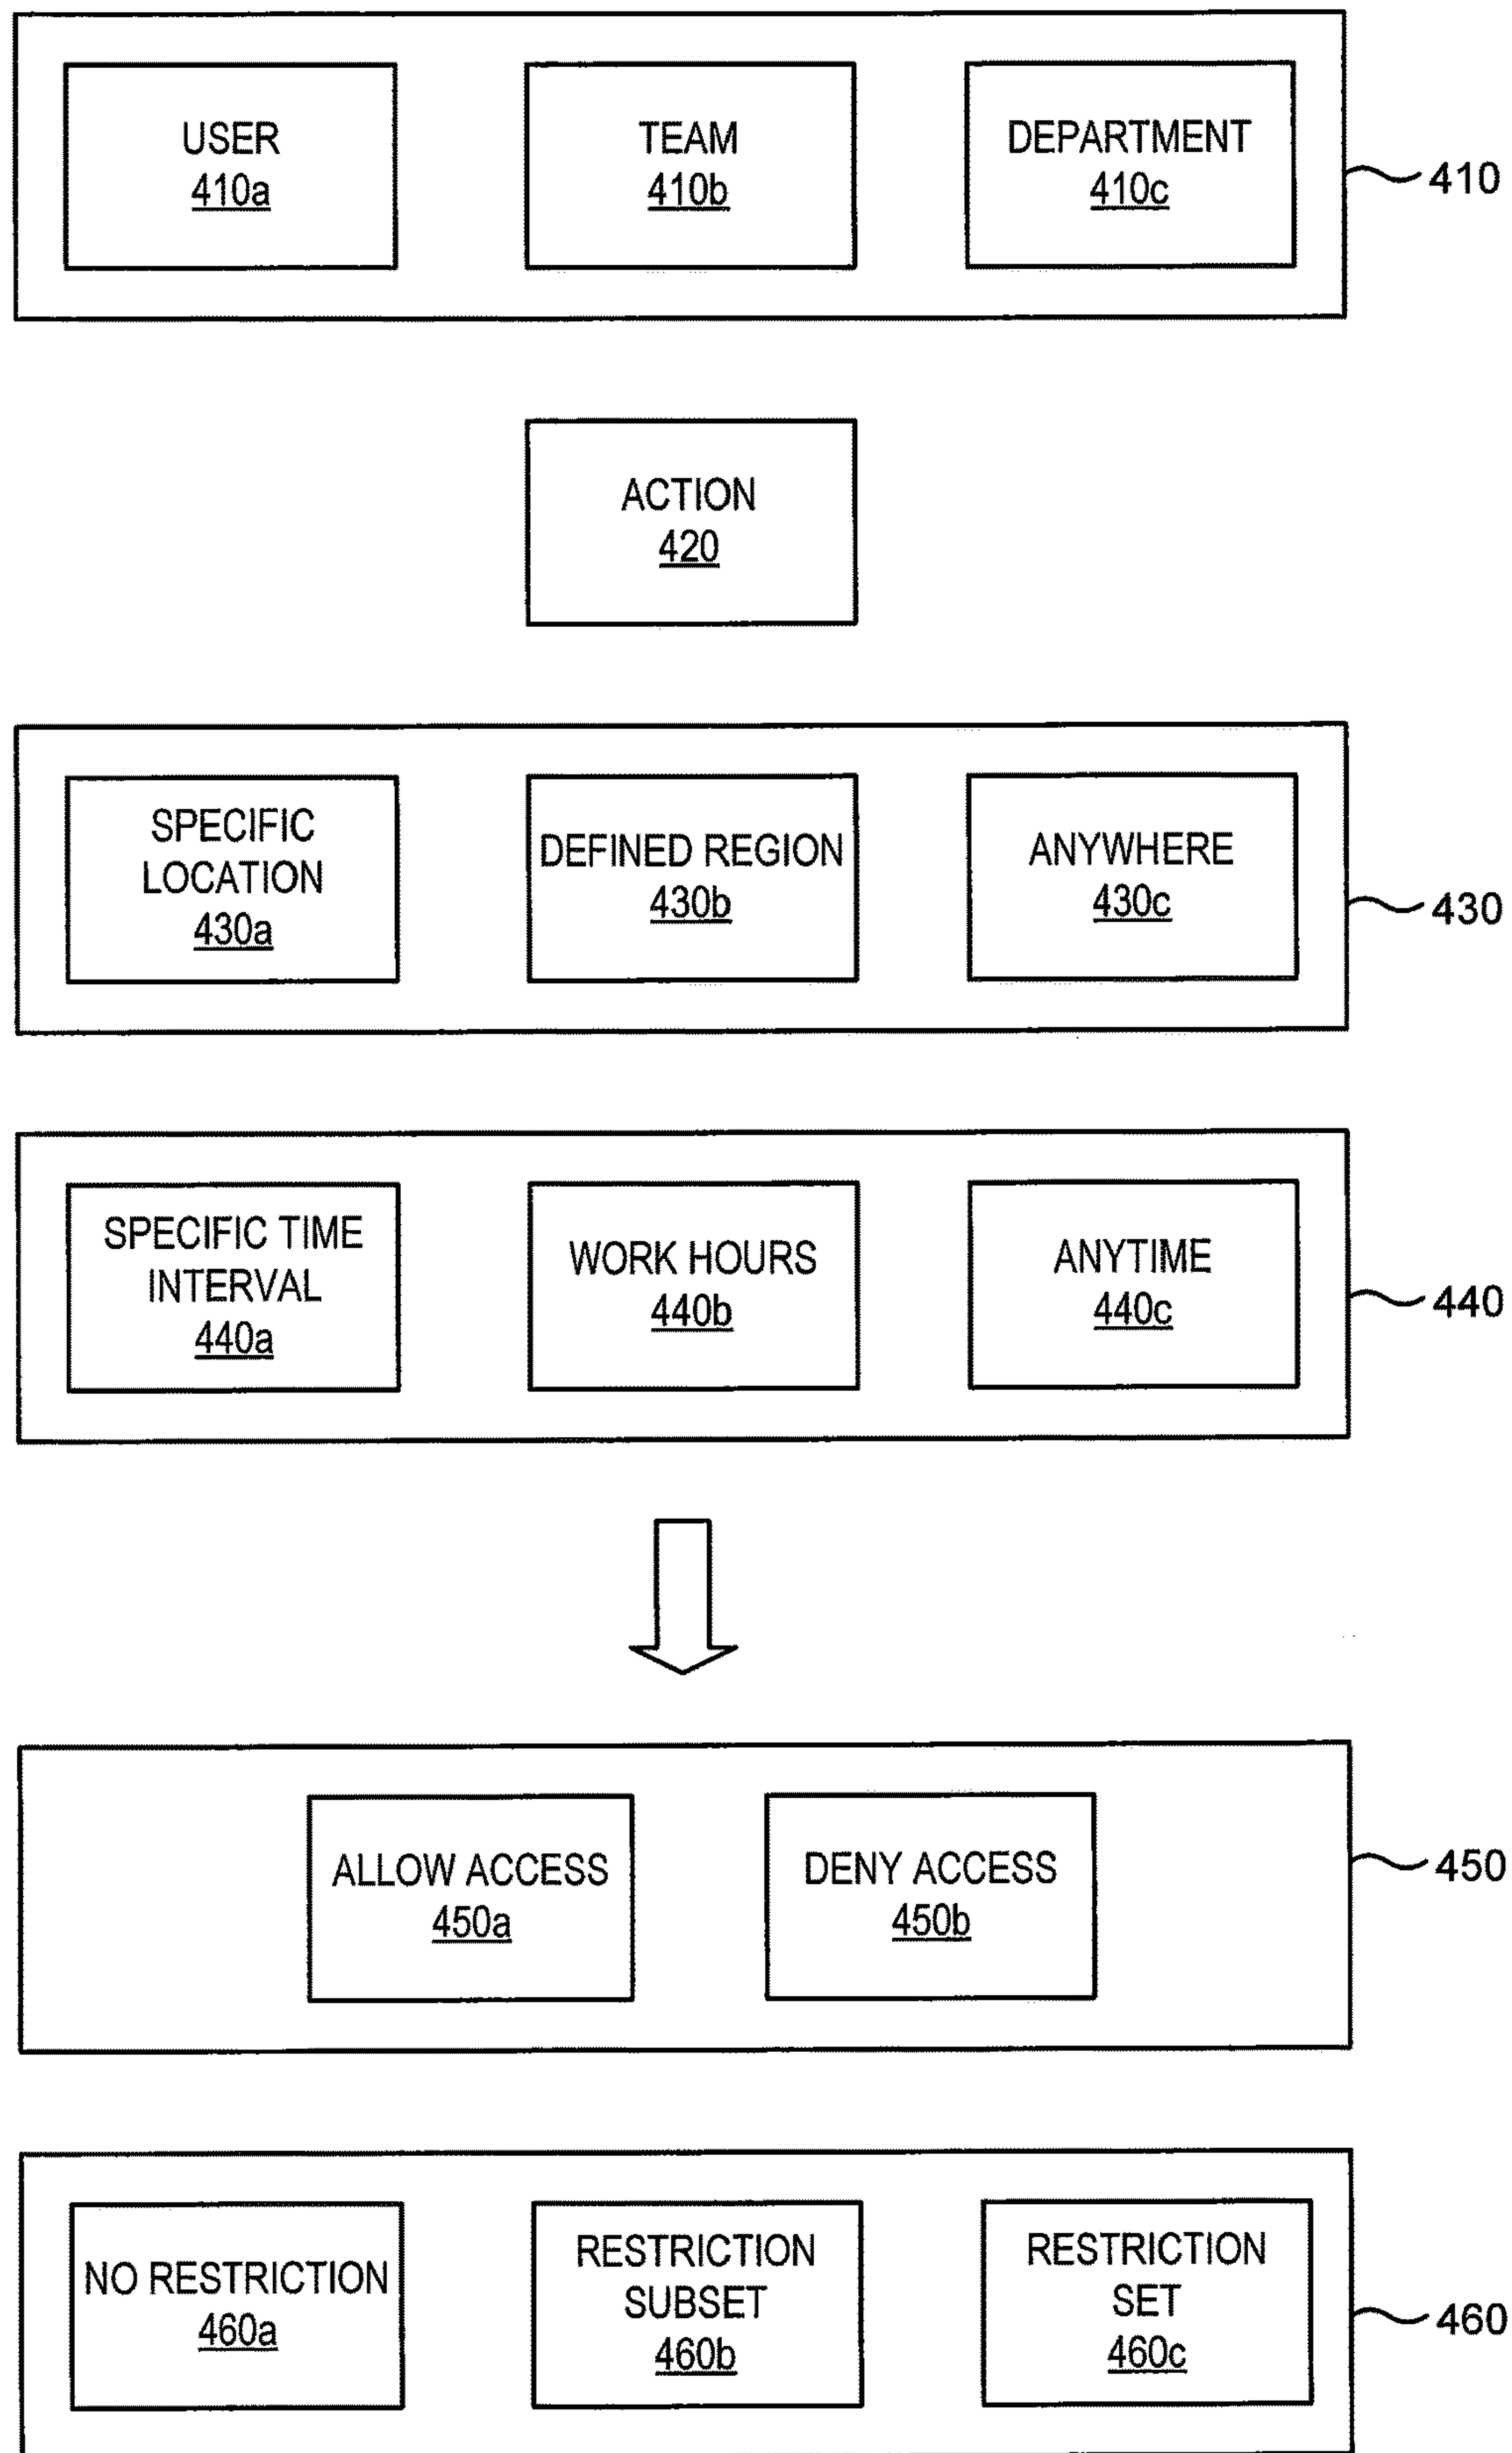 USER
410a
TEAM
410b
DEPARTMENT
410c
410
ACTION
420
SPECIFIC
LOCATION
430a
DEFINED REGION
430b
ANYWHERE
430c
430
SPECIFIC TIME
INTERVAL
440a
WORK HOURS
440b
ANYTIME
440c
440
ALLOW ACCESS
450a
DENY ACCESS
450b
450
NO RESTRICTION
460a
RESTRICTION
SUBSET
460b
RESTRICTION
SET
460c
460